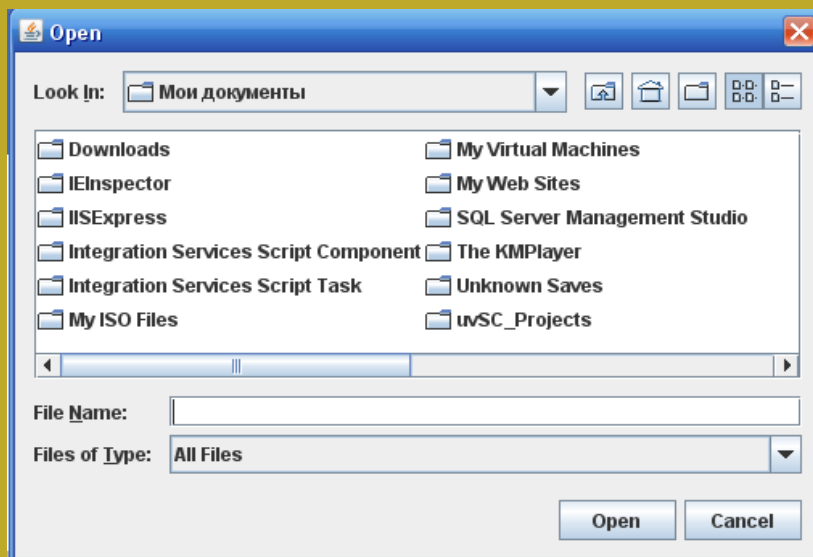 Open
Look In: Мои документы
Downloads
IEInspector
IISExpress
Integration Services Script Component
Integration Services Script Task
My ISO Files
My Virtual Machines
My Web Sites
SQL Server Management Studio
The KMPlayer
Unknown Saves
uvSC_Projects
File Name:
Files of Type: All Files
Open Cancel